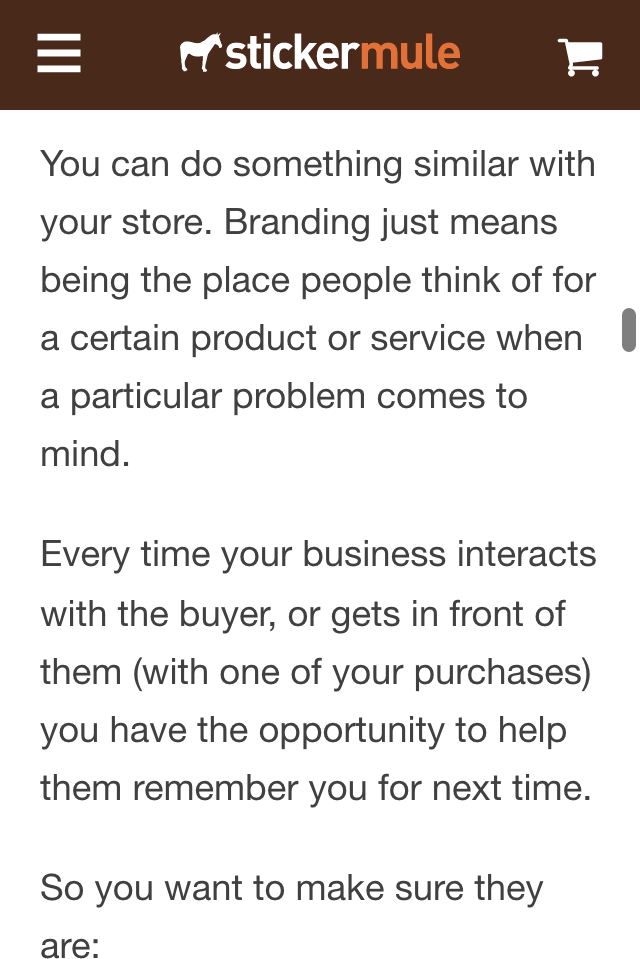 stickermule
You can do something similar with
your store. Branding just means
being the place people think of for
a certain product or service when
a particular problem comes to
mind.
Every time your business interacts
with the buyer, or gets in front of
them (with one of your purchases)
you have the opportunity to help
them remember you for next time.
So you want to make sure they
are: